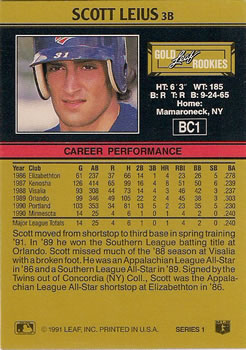 SCOTT LEIUS 3B
GOLD Leaf ROOKIES
HT: 6' 3" WT: 185
B: R T: R B: 9-24-65
Home:
Mamaroneck, NY
BC1
CAREER PERFORMANCE
Year Club G AB R H 2B 3B HR RBI BB SB BA
1986 Elizabethton 61 237 37 66 14 1 4 23 26 5 .278
1987 Kenosha 126 414 65 99 16 4 8 51 50 6 .239
1988 Visalia 93 308 44 73 14 4 3 46 42 3 .237
1989 Orlando 99 346 49 105 22 2 4 45 38 3 .303
1990 Portland 103 352 34 81 13 5 2 23 35 5 .229
1990 Minnesota 14 25 4 6 1 0 1 4 2 0 .240
Major League Totals 14 25 4 6 1 0 1 4 2 0 .240
Scott moved from shortstop to third base in spring training
'91. In '89 he won the Southern League batting title at
Orlando. Scott missed much of the '88 season at Visalia
with a broken foot. He was an Appalachian League All-Star
in '86 and a Southern League All-Star in '89. Signed by the
Twins out of Concordia (NY) Coll., Scott was the Appala-
chian League All-Star shortstop at Elizabethton in '86.
© 1991 LEAF, INC. PRINTED IN U.S.A.
SERIES 1